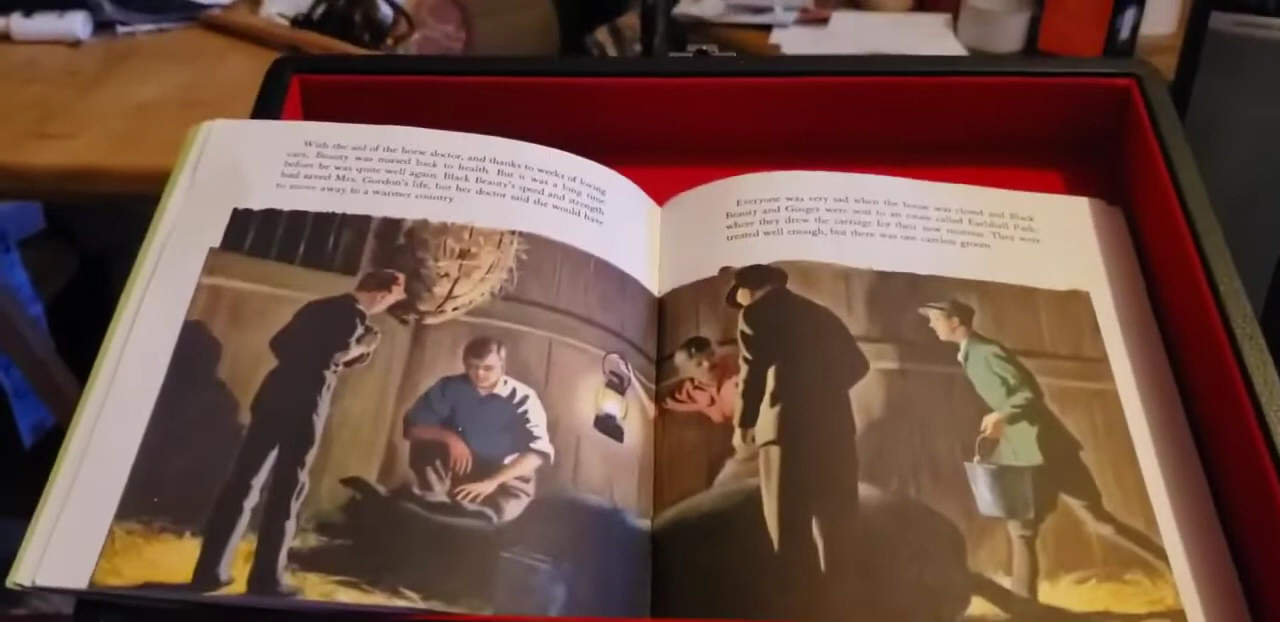 With the aid of the horse doctor, and thanks to weeks of loving
care, Beauty was nursed back to health. But it was a long time
before he was quite well again. Black Beauty's speed and strength
had saved Mrs. Gordon's life, but her doctor said she would have
to move away, to a warmer country.
Everyone was very sad when the house was closed and Black
Beauty and Ginger were sent to an estate called Earlshall Park,
where they drew the carriage for their new mistress. They were
treated well enough, but there was one careless groom